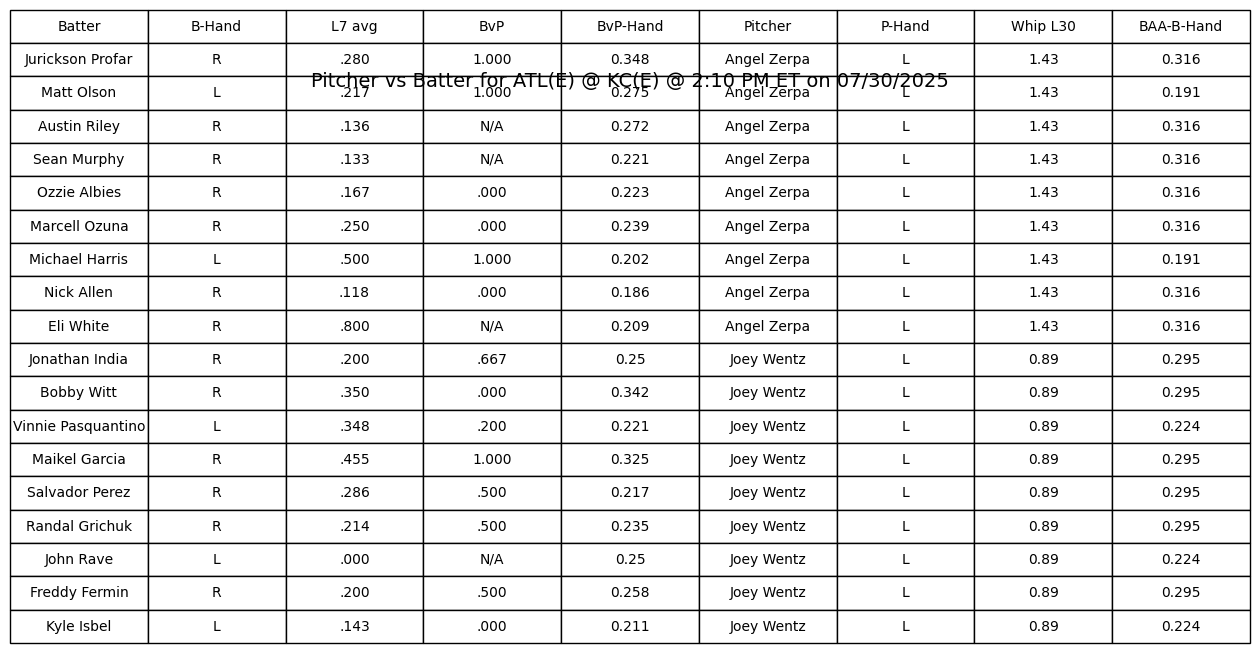 Batter B-Hand L7 avg BvP BvP-Hand Pitcher P-Hand Whip L30 BAA-B-Hand
Jurickson Profar R .280 1.000 0.348 Angel Zerpa L 1.43 0.316
Pitcher vs Batter for ATL(E) @ KC(E) @ 2:10 PM ET on 07/30/2025
Matt Olson L .217 1.000 0.275 Angel Zerpa L 1.43 0.191
Austin Riley R .136 N/A 0.272 Angel Zerpa L 1.43 0.316
Sean Murphy R .133 N/A 0.221 Angel Zerpa L 1.43 0.316
Ozzie Albies R .167 .000 0.223 Angel Zerpa L 1.43 0.316
Marcell Ozuna R .250 .000 0.239 Angel Zerpa L 1.43 0.316
Michael Harris L .500 1.000 0.202 Angel Zerpa L 1.43 0.191
Nick Allen R .118 .000 0.186 Angel Zerpa L 1.43 0.316
Eli White R .800 N/A 0.209 Angel Zerpa L 1.43 0.316
Jonathan India R .200 .667 0.25 Joey Wentz L 0.89 0.295
Bobby Witt R .350 .000 0.342 Joey Wentz L 0.89 0.295
Vinnie Pasquantino L .348 .200 0.221 Joey Wentz L 0.89 0.224
Maikel Garcia R .455 1.000 0.325 Joey Wentz L 0.89 0.295
Salvador Perez R .286 .500 0.217 Joey Wentz L 0.89 0.295
Randal Grichuk R .214 .500 0.235 Joey Wentz L 0.89 0.295
John Rave L .000 N/A 0.25 Joey Wentz L 0.89 0.224
Freddy Fermin R .200 .500 0.258 Joey Wentz L 0.89 0.295
Kyle Isbel L .143 .000 0.211 Joey Wentz L 0.89 0.224